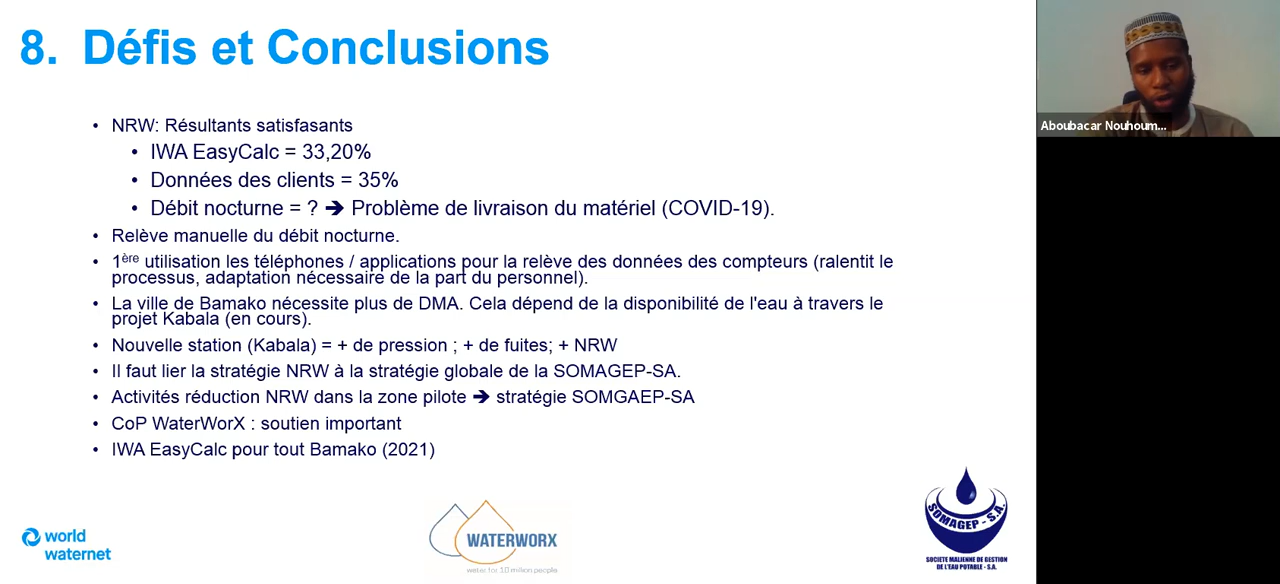 8. Défis et Conclusions
• NRW: Résultants satisfasants
• IWA EasyCalc = 33,20%
• Données des clients = 35%
• Débit nocturne = ? ➔ Problème de livraison du matériel (COVID-19).
• Relève manuelle du débit nocturne.
• 1ère utilisation les téléphones / applications pour la relève des données des compteurs (ralentit le
processus, adaptation nécessaire de la part du personnel).
• La ville de Bamako nécessite plus de DMA. Cela dépend de la disponibilité de l'eau à travers le
projet Kabala (en cours).
• Nouvelle station (Kabala) = + de pression ; + de fuites; + NRW
• Il faut lier la stratégie NRW à la stratégie globale de la SOMAGEP-SA.
• Activités réduction NRW dans la zone pilote ➔ stratégie SOMGAEP-SA
• CoP WaterWorX : soutien important
• IWA EasyCalc pour tout Bamako (2021)
world
waternet
WATERWORX
water for 10 million people
SOMAGEP - S.A.
SOCIETE MALIENNE DE GESTION
DE L'EAU POTABLE - S.A.
Aboubacar Nouhoum...